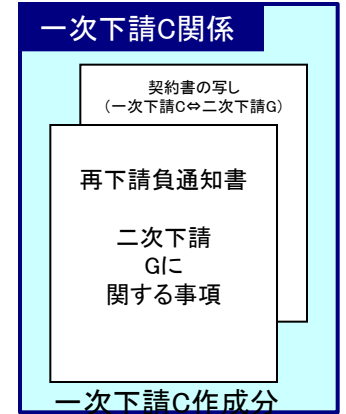 一次下請C関係
契約書の写し
(一次下請C⇔二次下請G)
再下請負通知書
二次下請
Gに
関する事項
一次下請C作成分